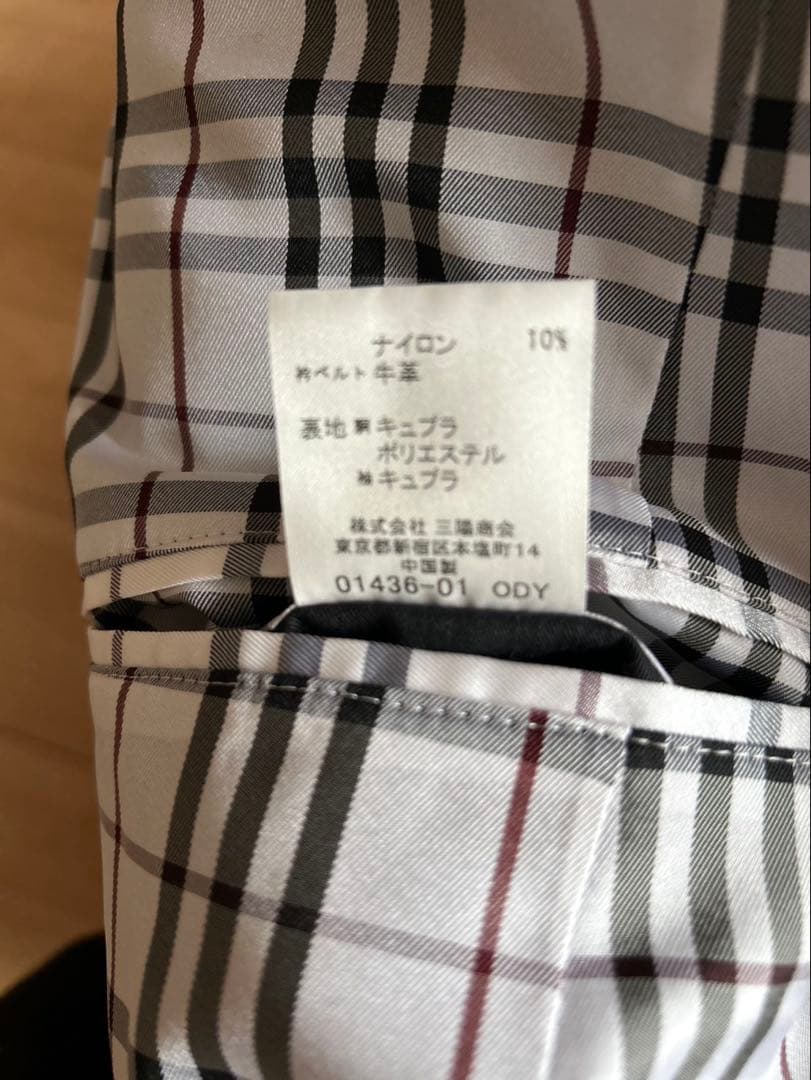 ナイロン 10%
衿ベルト 牛革
裏地 胴 キュプラ
ポリエステル
袖 キュプラ
株式会社 三陽商会
東京都新宿区本塩町14
中国製
01436-01 ODY